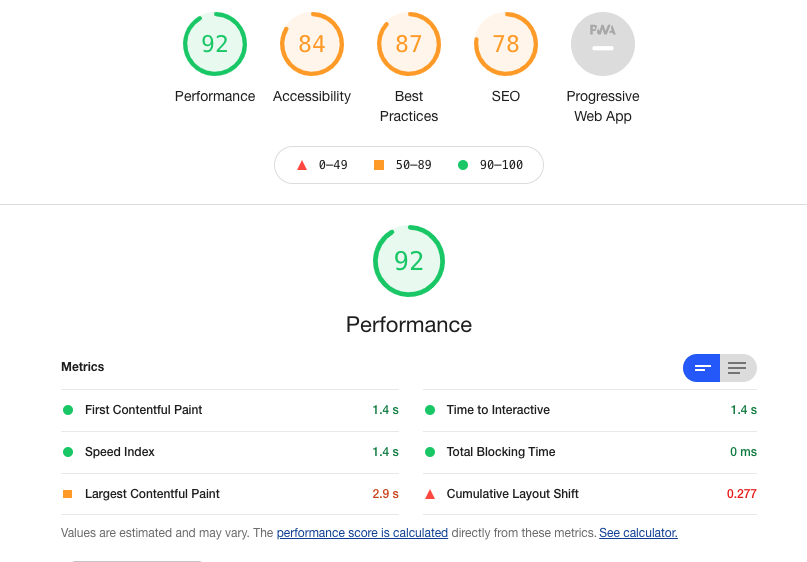 92 84 87 78 PWA
Performance Accessibility Best Practices SEO Progressive Web App
0–49 50–89 90–100
92
Performance
Metrics
First Contentful Paint 1.4 s
Time to Interactive 1.4 s
Speed Index 1.4 s
Total Blocking Time 0 ms
Largest Contentful Paint 2.9 s
Cumulative Layout Shift 0.277
Values are estimated and may vary. The performance score is calculated directly from these metrics. See calculator.